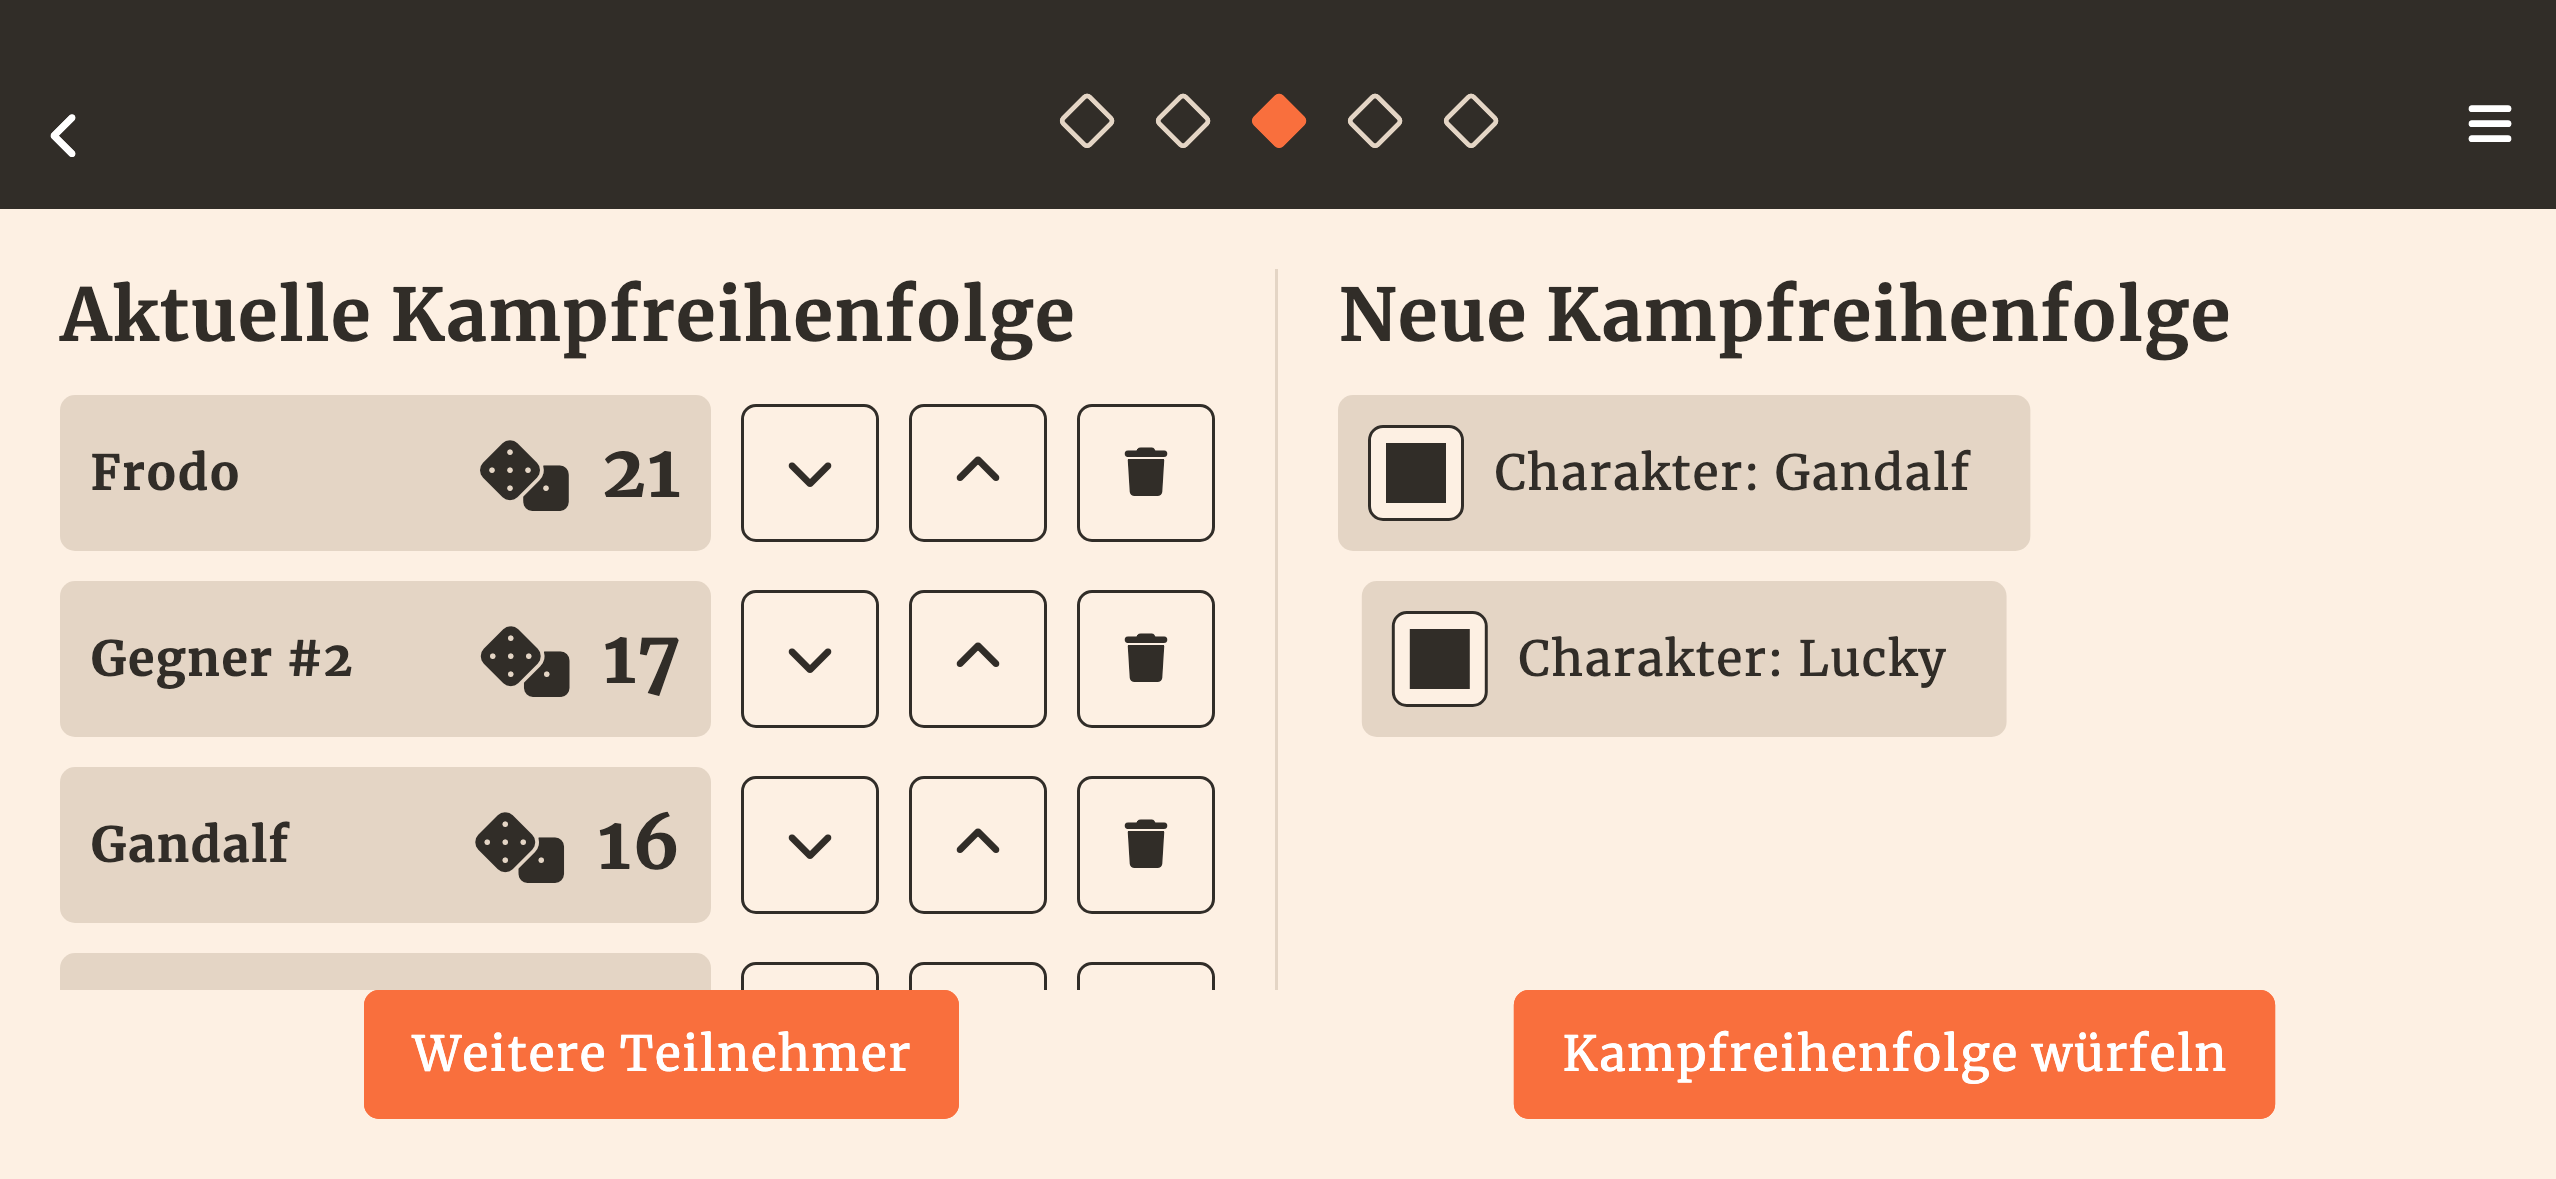 Aktuelle Kampfreihenfolge
Frodo 21
Gegner #2 17
Gandalf 16
Weitere Teilnehmer
Neue Kampfreihenfolge
Charakter: Gandalf
Charakter: Lucky
Kampfreihenfolge würfeln